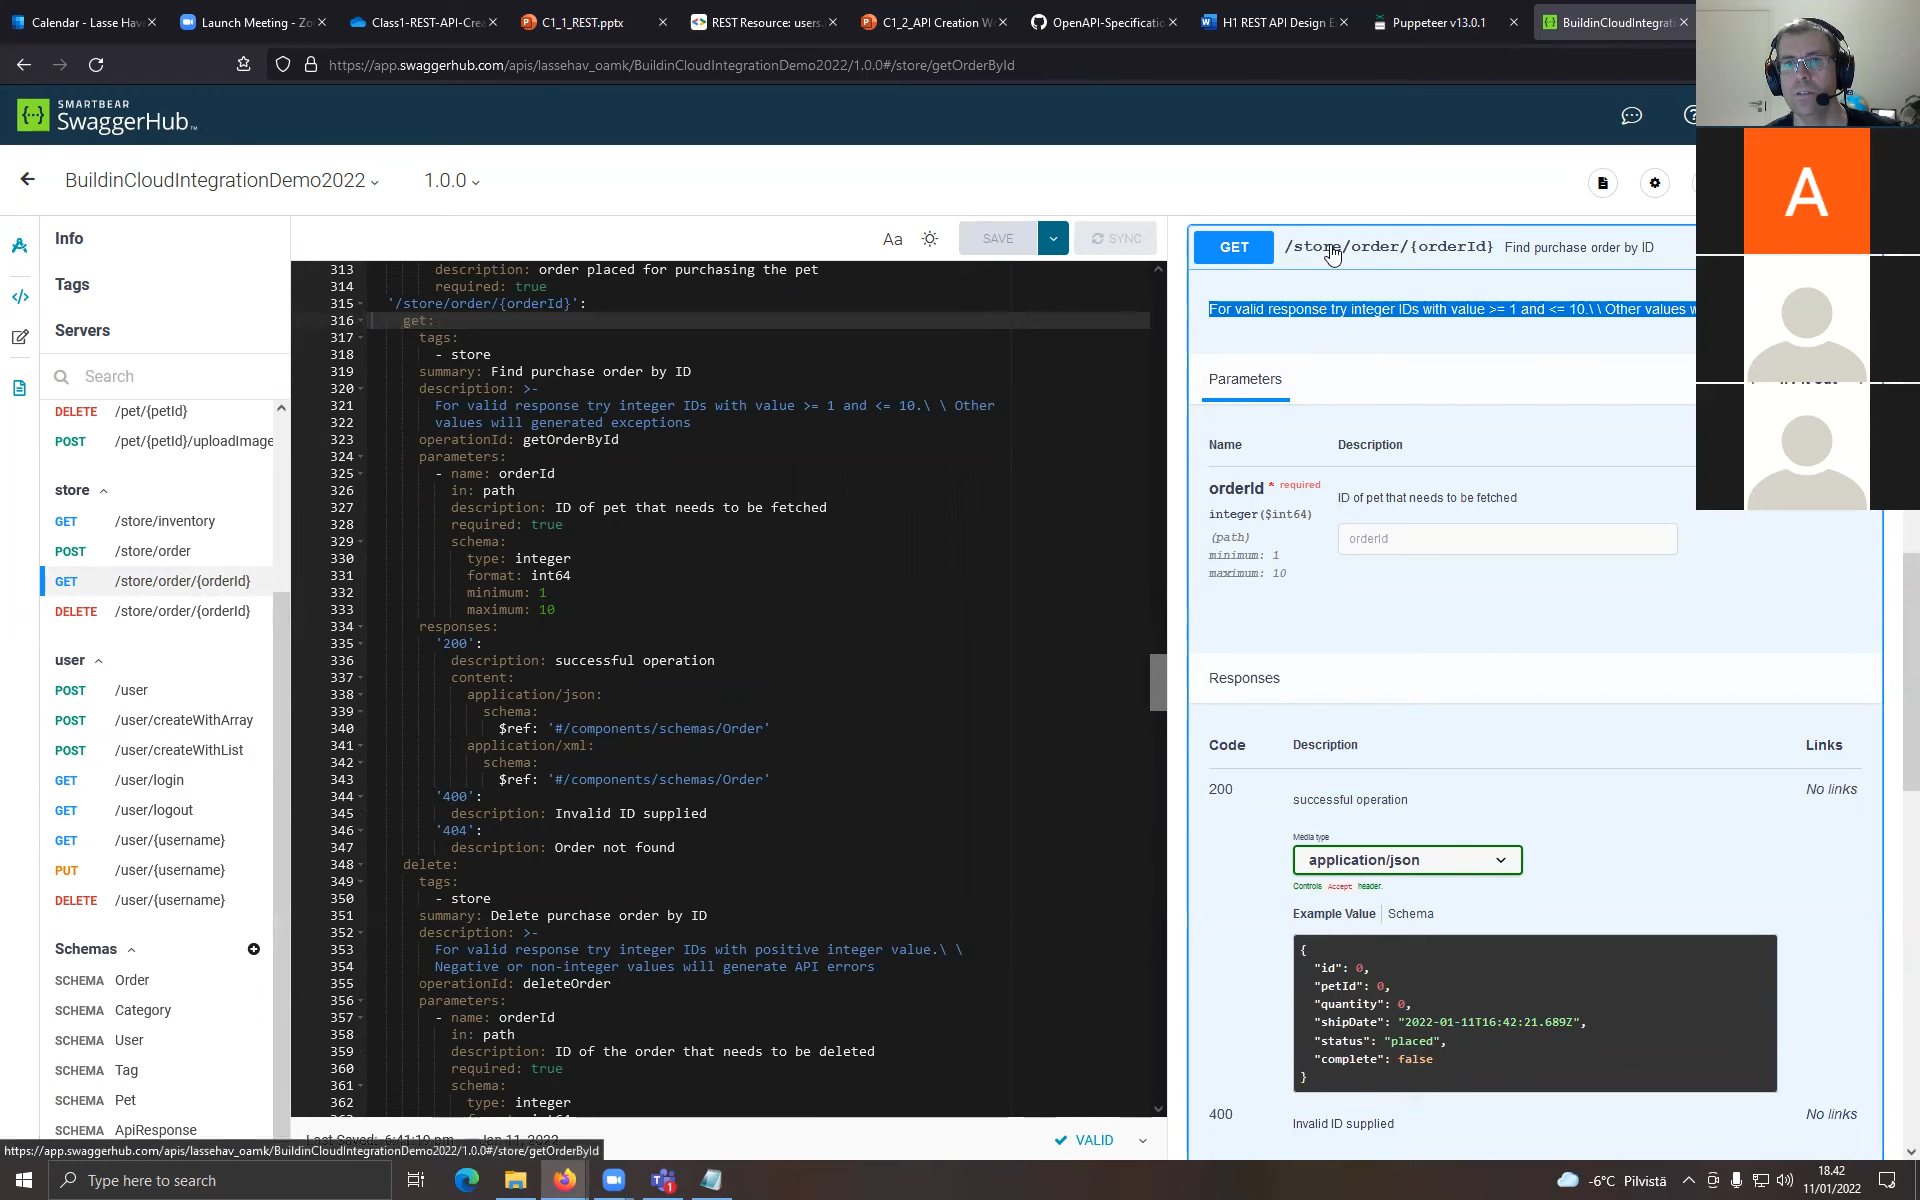 Calendar - Lasse Hav
Launch Meeting - Zo
Class1-REST-API-Crea
C1_1_REST.pptx
REST Resource: users.
C1_2_API Creation W
OpenAPI-Specificatio
H1 REST API Design E
Puppeteer v13.0.1
BuildinCloudIntegrati
https://app.swaggerhub.com/apis/lassehav_oamk/BuildinCloudIntegrationDemo2022/1.0.0#/store/getOrderById
SMARTBEAR
SwaggerHub
BuildinCloudIntegrationDemo2022
1.0.0
Info
Tags
Servers
Search
DELETE /pet/{petId}
POST /pet/{petId}/uploadImage
store
GET /store/inventory
POST /store/order
GET /store/order/{orderId}
DELETE /store/order/{orderId}
user
POST /user
POST /user/createWithArray
POST /user/createWithList
GET /user/login
GET /user/logout
GET /user/{username}
PUT /user/{username}
DELETE /user/{username}
Schemas
SCHEMA Order
SCHEMA Category
SCHEMA User
SCHEMA Tag
SCHEMA Pet
SCHEMA ApiResponse
Aa
SAVE
SYNC
313 description: order placed for purchasing the pet
314 required: true
315 '/store/order/{orderId}':
316 get:
317 tags:
318 - store
319 summary: Find purchase order by ID
320 description: >-
321 For valid response try integer IDs with value >= 1 and <= 10.\ \ Other
322 values will generated exceptions
323 operationId: getOrderById
324 parameters:
325 - name: orderId
326 in: path
327 description: ID of pet that needs to be fetched
328 required: true
329 schema:
330 type: integer
331 format: int64
332 minimum: 1
333 maximum: 10
334 responses:
335 '200':
336 description: successful operation
337 content:
338 application/json:
339 schema:
340 $ref: '#/components/schemas/Order'
341 application/xml:
342 schema:
343 $ref: '#/components/schemas/Order'
344 '400':
345 description: Invalid ID supplied
346 '404':
347 description: Order not found
348 delete:
349 tags:
350 - store
351 summary: Delete purchase order by ID
352 description: >-
353 For valid response try integer IDs with positive integer value.\ \
354 Negative or non-integer values will generate API errors
355 operationId: deleteOrder
356 parameters:
357 - name: orderId
358 in: path
359 description: ID of the order that needs to be deleted
360 required: true
361 schema:
362 type: integer
Last Saved: 6:41:19 pm - Jan 11, 2022
VALID
GET /store/order/{orderId} Find purchase order by ID
For valid response try integer IDs with value >= 1 and <= 10.\ \ Other values w
Parameters
Name Description
orderId * required
integer($int64)
(path)
minimum: 1
maximum: 10
ID of pet that needs to be fetched
orderId
Responses
Code Description Links
200 successful operation No links
Media type
application/json
Controls Accept header.
Example Value Schema
{
"id": 0,
"petId": 0,
"quantity": 0,
"shipDate": "2022-01-11T16:42:21.689Z",
"status": "placed",
"complete": false
}
400 Invalid ID supplied No links
A
https://app.swaggerhub.com/apis/lassehav_oamk/BuildinCloudIntegrationDemo2022/1.0.0#/store/getOrderById
Type here to search
1
-6°C Pilvistä
18.42
11/01/2022